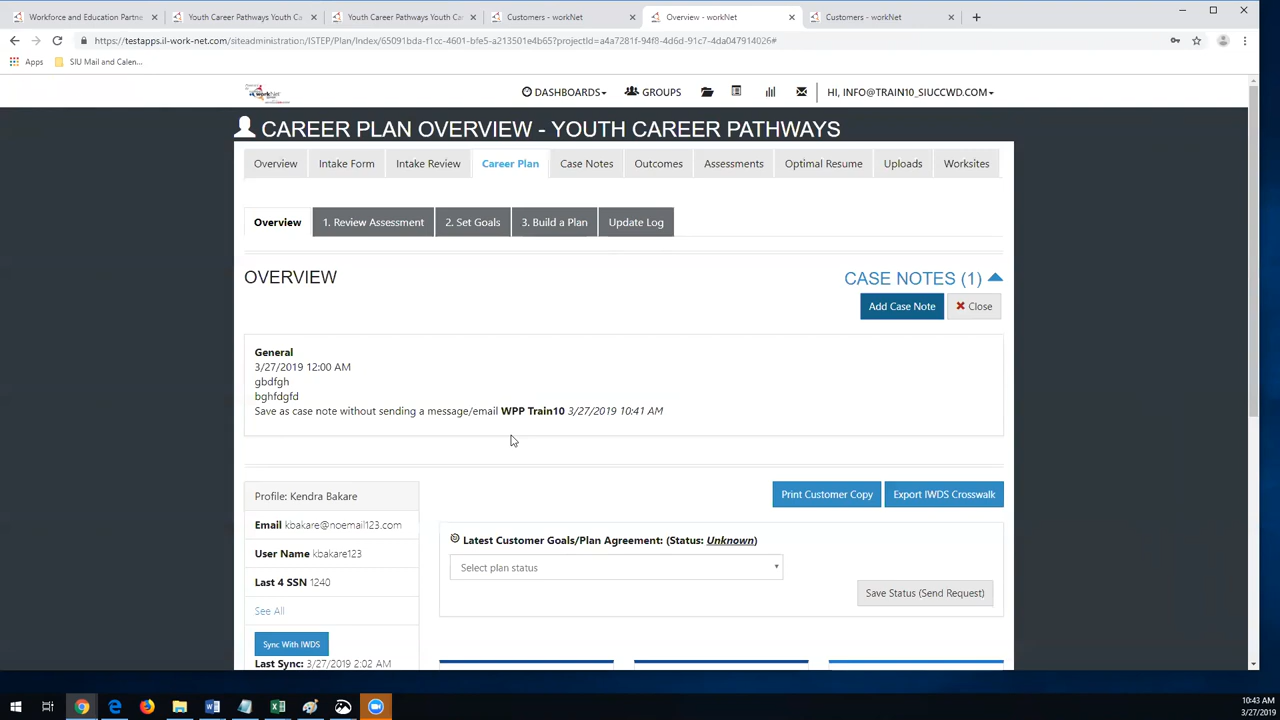 Workforce and Education Partne
Youth Career Pathways Youth Ca
Youth Career Pathways Youth Car
Customers - workNet
Overview - workNet
Customers - workNet
https://testapps.il-work-net.com/siteadministration/ISTEP/Plan/Index/65091bda-f1cc-4601-bfe5-a213501e4b65?projectId=a4a7281f-94f8-4d6d-91c7-4da047914026#
Apps
SIU Mail and Calen...
workNet
DASHBOARDS
GROUPS
HI, INFO@TRAIN10_SIUCCWD.COM
CAREER PLAN OVERVIEW - YOUTH CAREER PATHWAYS
Overview
Intake Form
Intake Review
Career Plan
Case Notes
Outcomes
Assessments
Optimal Resume
Uploads
Worksites
Overview
1. Review Assessment
2. Set Goals
3. Build a Plan
Update Log
OVERVIEW
CASE NOTES (1)
Add Case Note
Close
General
3/27/2019 12:00 AM
gbdfgh
bghfdgfd
Save as case note without sending a message/email WPP Train10 3/27/2019 10:41 AM
Profile: Kendra Bakare
Email kbakare@noemail123.com
User Name kbakare123
Last 4 SSN 1240
See All
Sync With IWDS
Last Sync: 3/27/2019 2:02 AM
Print Customer Copy
Export IWDS Crosswalk
Latest Customer Goals/Plan Agreement: (Status: Unknown)
Select plan status
Save Status (Send Request)
10:43 AM
3/27/2019